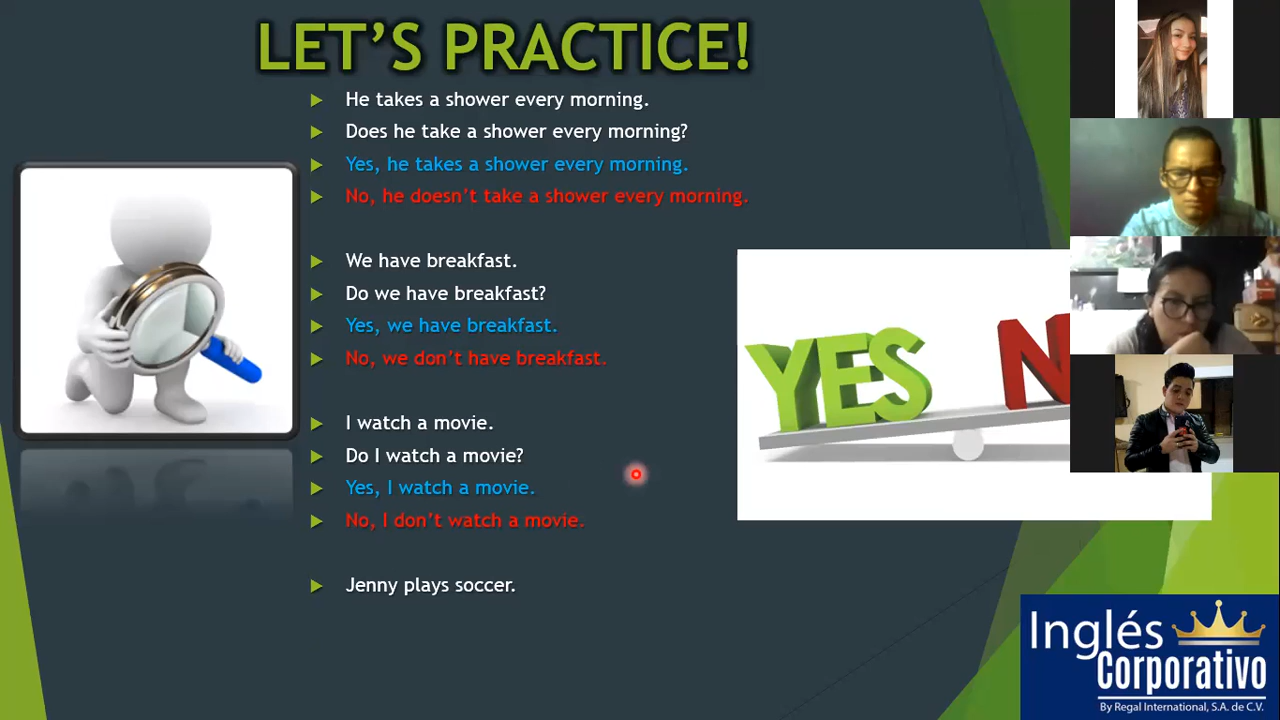 LET'S PRACTICE!
He takes a shower every morning.
Does he take a shower every morning?
Yes, he takes a shower every morning.
No, he doesn't take a shower every morning.
We have breakfast.
Do we have breakfast?
Yes, we have breakfast.
No, we don't have breakfast.
I watch a movie.
Do I watch a movie?
Yes, I watch a movie.
No, I don't watch a movie.
Jenny plays soccer.
YES N
Inglés
Corporativo
By Regal International, S.A. de C.V.